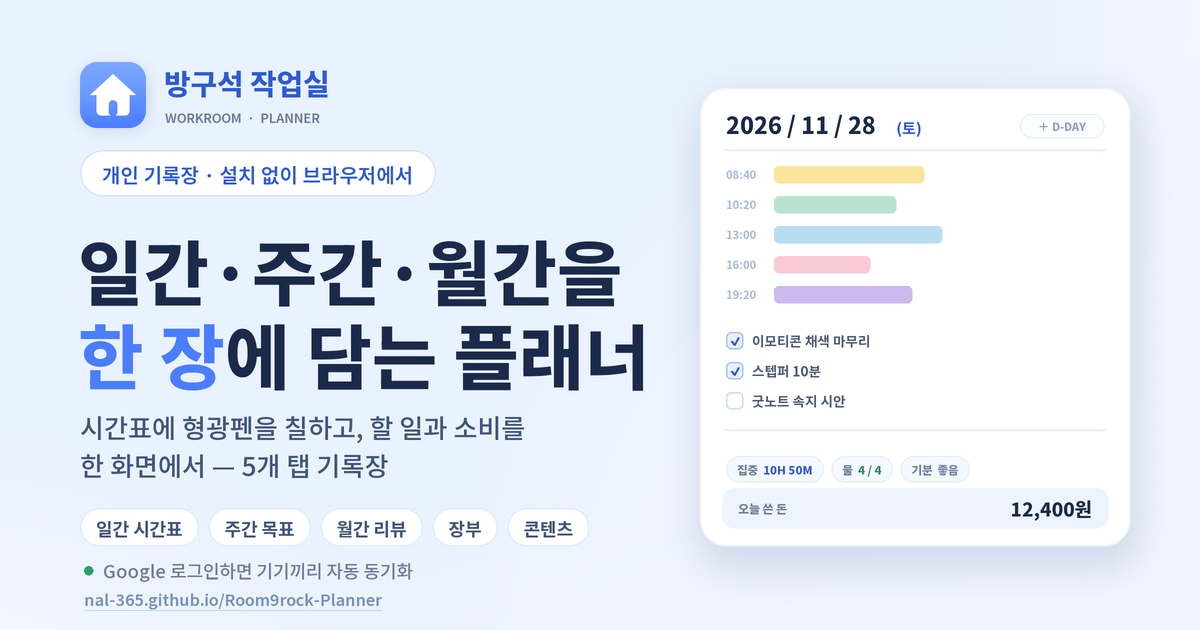 방구석 작업실
WORKROOM · PLANNER
개인 기록장 · 설치 없이 브라우저에서
일간·주간·월간을
한 장에 담는 플래너
시간표에 형광펜을 칠하고, 할 일과 소비를
한 화면에서 — 5개 탭 기록장
일간 시간표 주간 목표 월간 리뷰 장부 콘텐츠
Google 로그인하면 기기끼리 자동 동기화
nal-365.github.io/Room9rock-Planner
2026 / 11 / 28 (토) + D-DAY
08:40
10:20
13:00
16:00
19:20
이모티콘 채색 마무리
스텝퍼 10분
굿노트 속지 시안
집중 10H 50M 물 4 / 4 기분 좋음
오늘 쓴 돈 12,400원